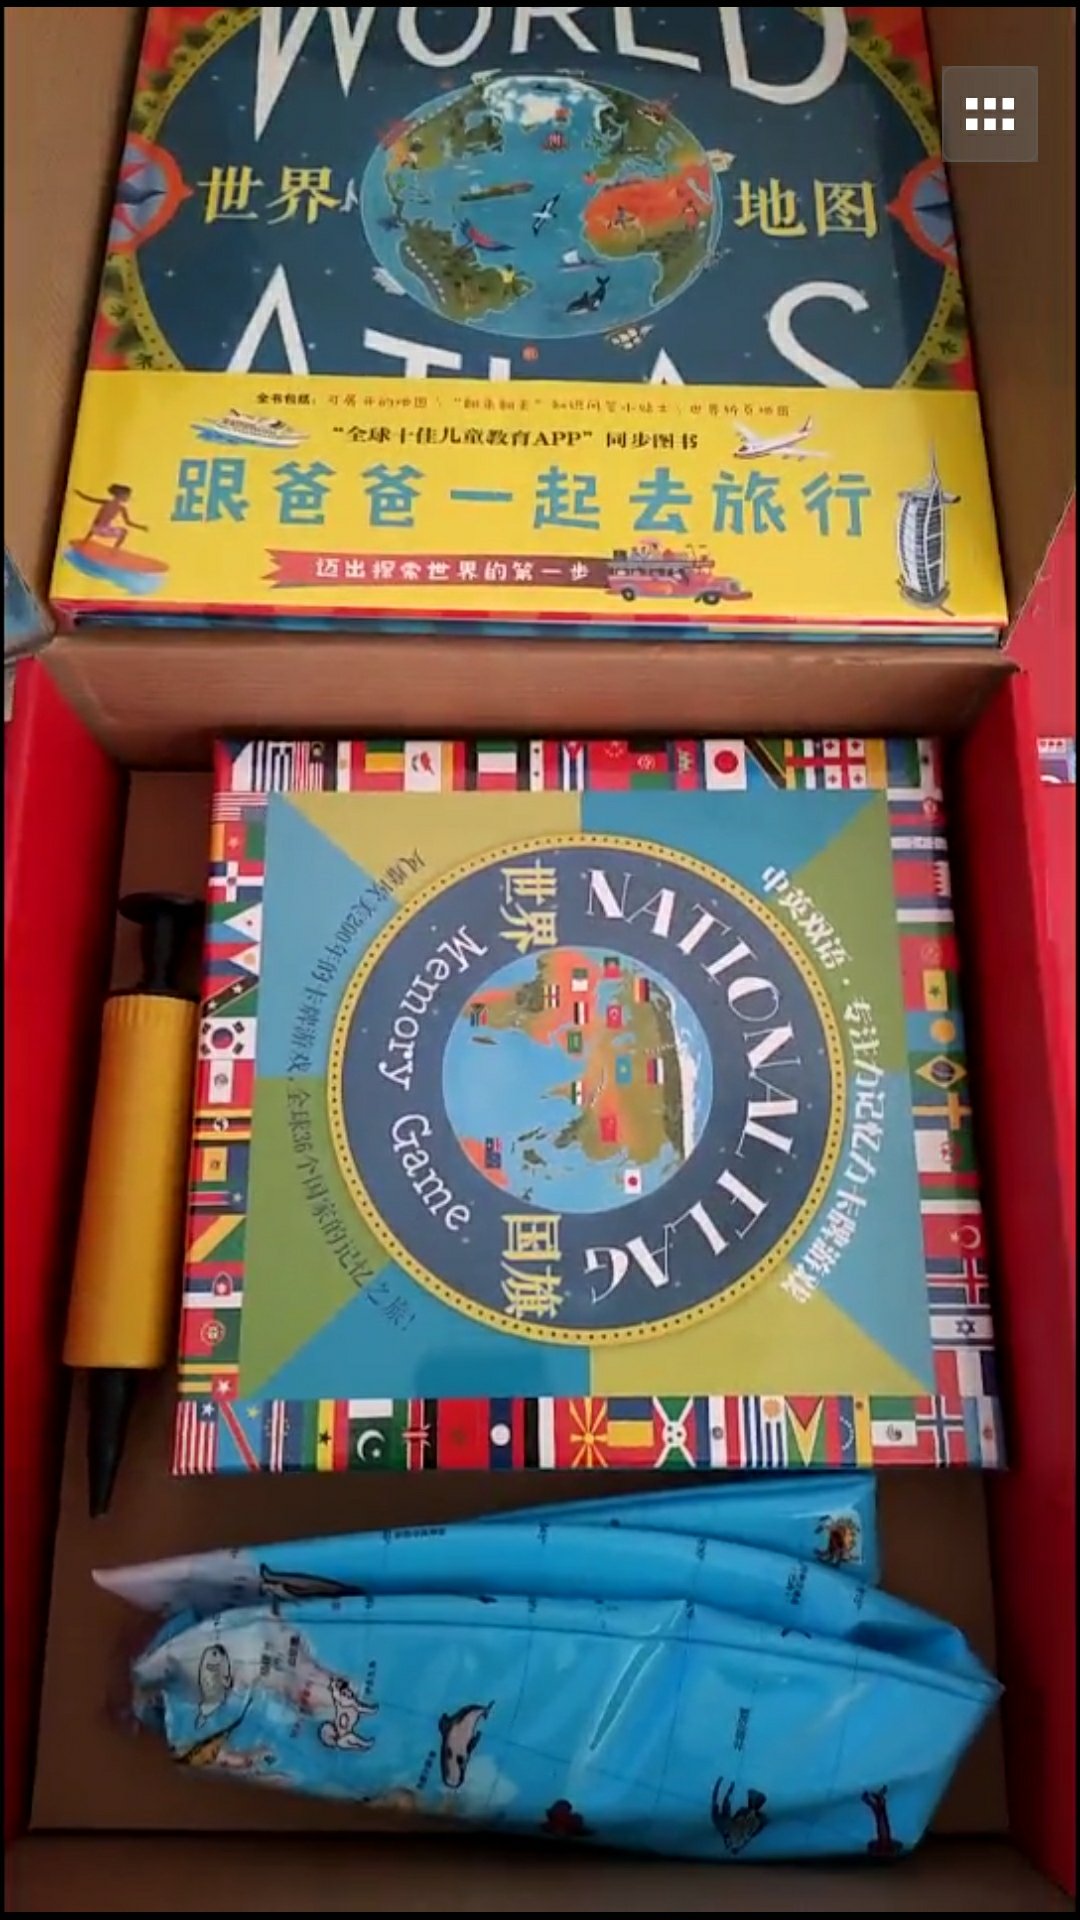 WORLD
世界
地图
ATLAS
全书包括：可展开的地图\“翻来翻去”知识问答小贴士\世界折页地图
“全球十佳儿童教育APP”同步图书
跟爸爸一起去旅行
迈出探索世界的第一步
世界
国旗
NATIONAL FLAG
Memory Game
中英双语·专注力记忆力卡牌游戏
风靡欧美200年的卡牌游戏，全球36个国家的记忆之旅！